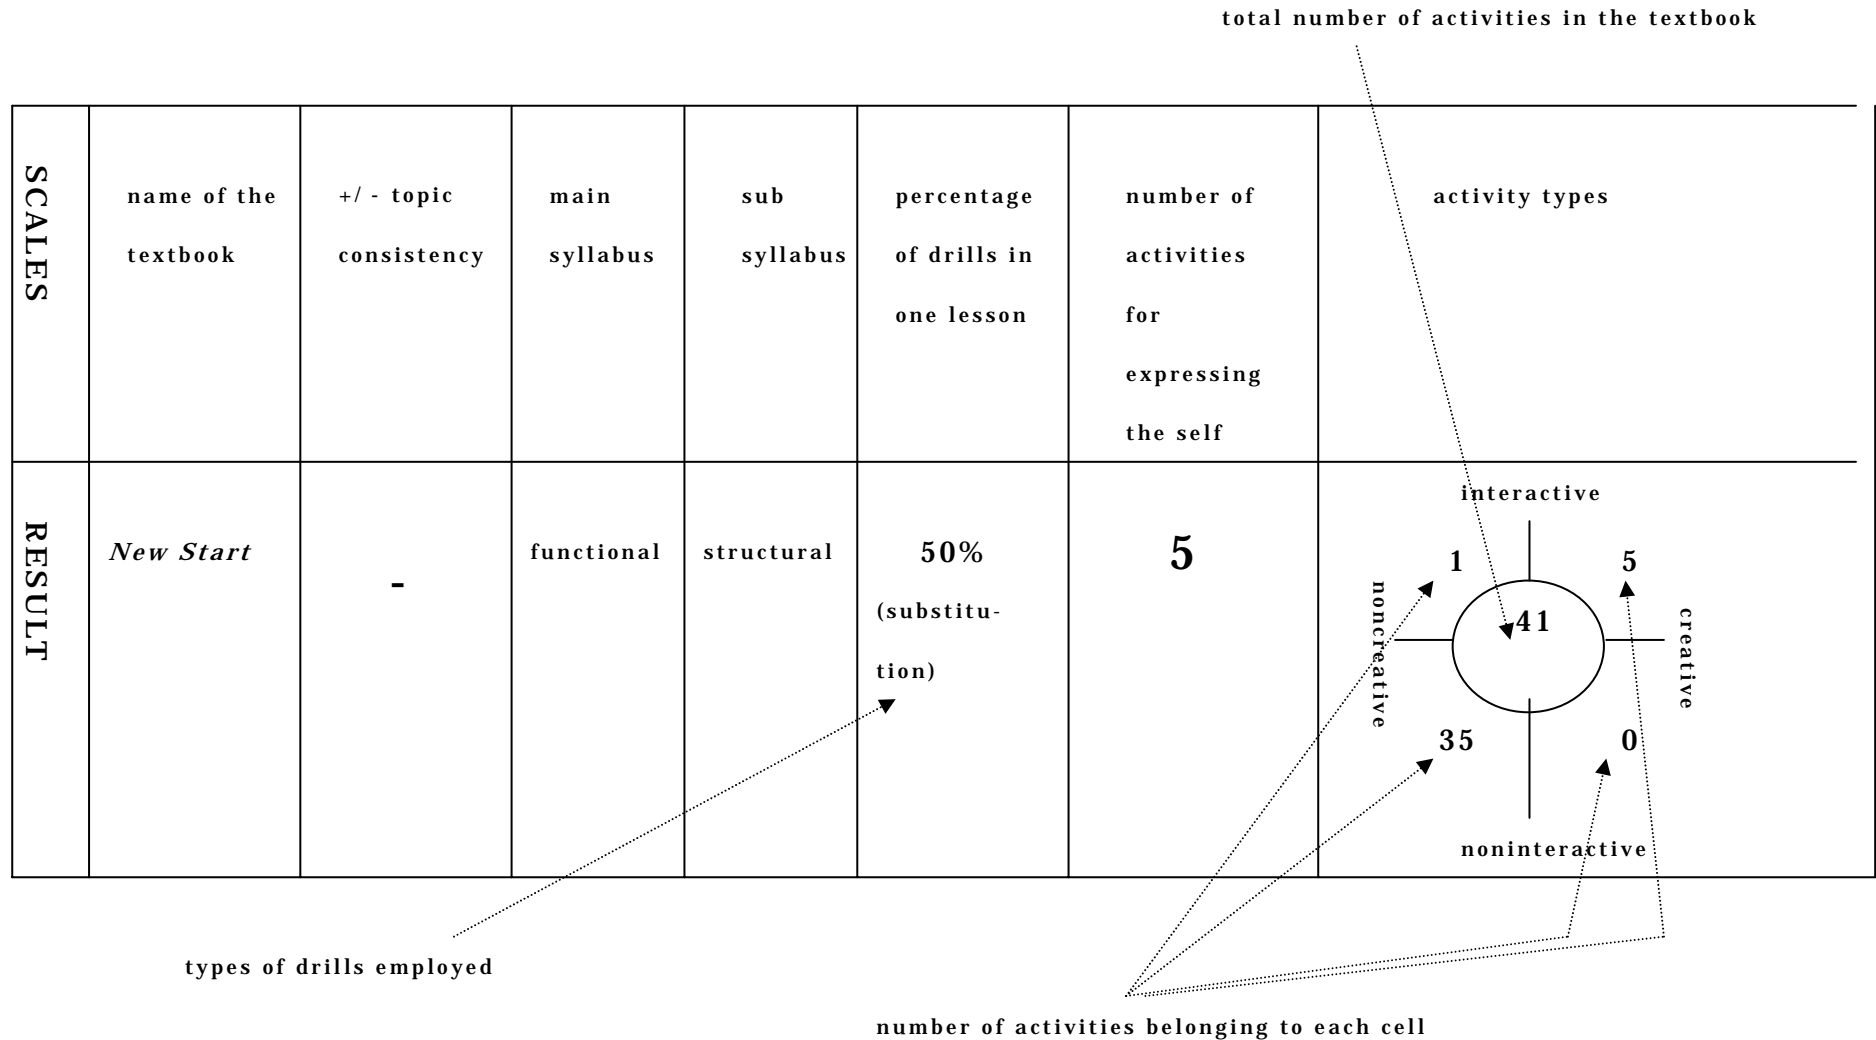 total number of activities in the textbook
SCALES
name of the
textbook
+/ - topic
consistency
main
syllabus
sub
syllabus
percentage
of drills in
one lesson
number of
activities
for
expressing
the self
activity types
RESULT
New Start
-
functional
structural
50%
(substitu-
tion)
5
interactive
1
5
noncreative
41
creative
35
0
noninteractive
types of drills employed
number of activities belonging to each cell